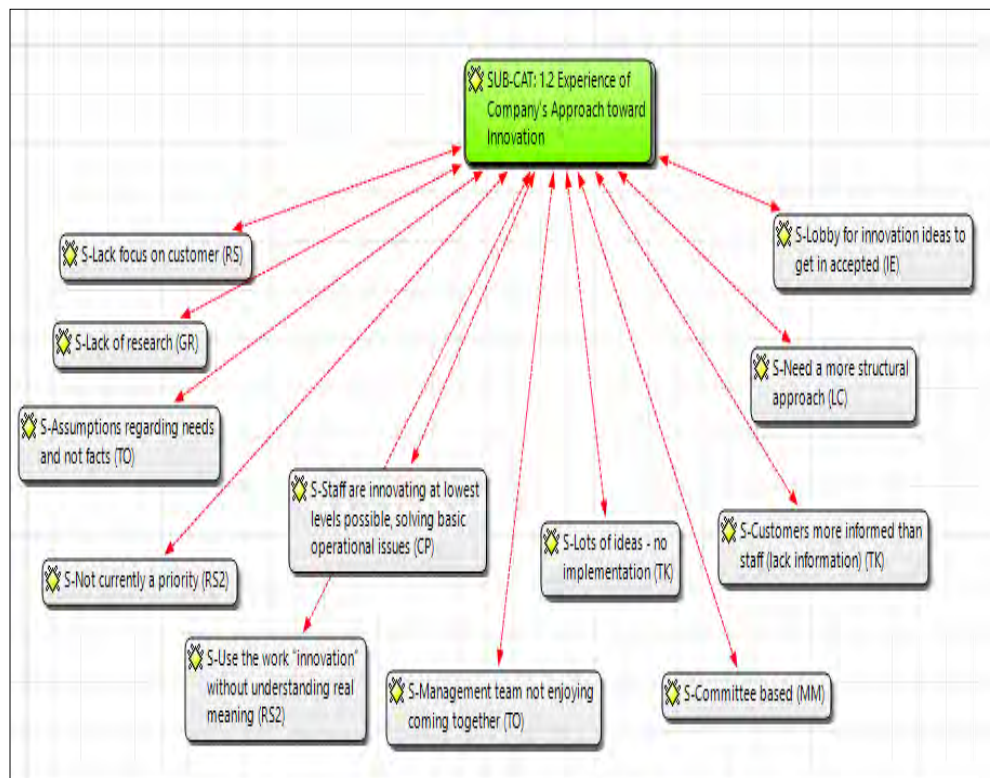 SUB-CAT: 1.2 Experience of
Company's Approach toward
Innovation
S-Lack focus on customer (RS)
S-Lobby for innovation ideas to
get in accepted (IE)
S-Lack of research (GR)
S-Need a more structural
approach (LC)
S-Assumptions regarding needs
and not facts (TO)
S-Staff are innovating at lowest
levels possible, solving basic
operational issues (CP)
S-Lots of ideas - no
implementation (TK)
S-Customers more informed than
staff (lack information) (TK)
S-Not currently a priority (RS2)
S-Use the work "innovation"
without understanding real
meaning (RS2)
S-Management team not enjoying
coming together (TO)
S-Committee based (MM)